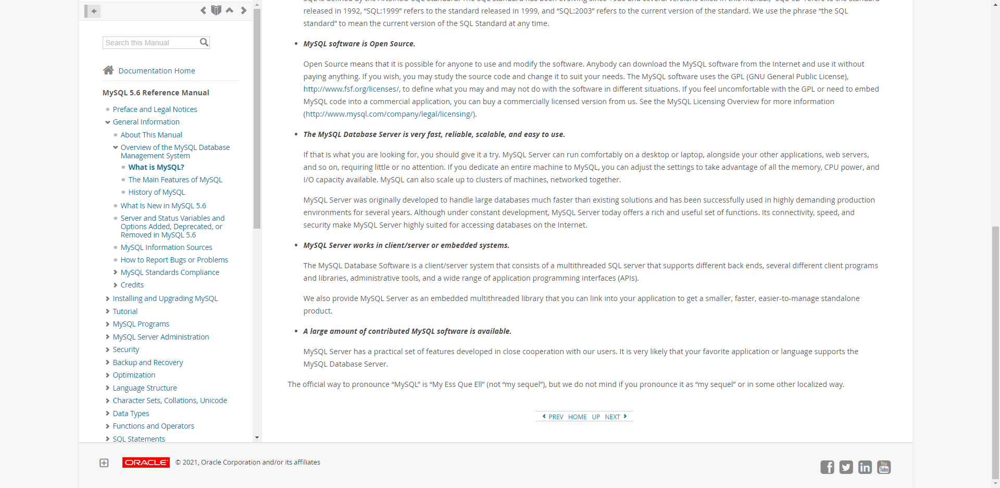 Search this Manual
Documentation Home
MySQL 5.6 Reference Manual
Preface and Legal Notices
General Information
About This Manual
Overview of the MySQL Database
Management System
What is MySQL?
The Main Features of MySQL
History of MySQL
What Is New in MySQL 5.6
Server and Status Variables and
Options Added, Deprecated, or
Removed in MySQL 5.6
MySQL Information Sources
How to Report Bugs or Problems
MySQL Standards Compliance
Credits
Installing and Upgrading MySQL
Tutorial
MySQL Programs
MySQL Server Administration
Security
Backup and Recovery
Optimization
Language Structure
Character Sets, Collations, Unicode
Data Types
Functions and Operators
SQL Statements
released in 1992, “SQL:1999” refers to the standard released in 1999, and “SQL:2003” refers to the current version of the standard. We use the phrase “the SQL
standard” to mean the current version of the SQL Standard at any time.
MySQL software is Open Source.
Open Source means that it is possible for anyone to use and modify the software. Anybody can download the MySQL software from the Internet and use it without
paying anything. If you wish, you may study the source code and change it to suit your needs. The MySQL software uses the GPL (GNU General Public License),
http://www.fsf.org/licenses/, to define what you may and may not do with the software in different situations. If you feel uncomfortable with the GPL or need to embed
MySQL code into a commercial application, you can buy a commercially licensed version from us. See the MySQL Licensing Overview for more information
(http://www.mysql.com/company/legal/licensing/).
The MySQL Database Server is very fast, reliable, scalable, and easy to use.
If that is what you are looking for, you should give it a try. MySQL Server can run comfortably on a desktop or laptop, alongside your other applications, web servers,
and so on, requiring little or no attention. If you dedicate an entire machine to MySQL, you can adjust the settings to take advantage of all the memory, CPU power, and
I/O capacity available. MySQL can also scale up to clusters of machines, networked together.
MySQL Server was originally developed to handle large databases much faster than existing solutions and has been successfully used in highly demanding production
environments for several years. Although under constant development, MySQL Server today offers a rich and useful set of functions. Its connectivity, speed, and
security make MySQL Server highly suited for accessing databases on the Internet.
MySQL Server works in client/server or embedded systems.
The MySQL Database Software is a client/server system that consists of a multithreaded SQL server that supports different back ends, several different client programs
and libraries, administrative tools, and a wide range of application programming interfaces (APIs).
We also provide MySQL Server as an embedded multithreaded library that you can link into your application to get a smaller, faster, easier-to-manage standalone
product.
A large amount of contributed MySQL software is available.
MySQL Server has a practical set of features developed in close cooperation with our users. It is very likely that your favorite application or language supports the
MySQL Database Server.
The official way to pronounce “MySQL” is “My Ess Que Ell” (not “my sequel”), but we do not mind if you pronounce it as “my sequel” or in some other localized way.
PREV HOME UP NEXT
ORACLE © 2021, Oracle Corporation and/or its affiliates
You Tube